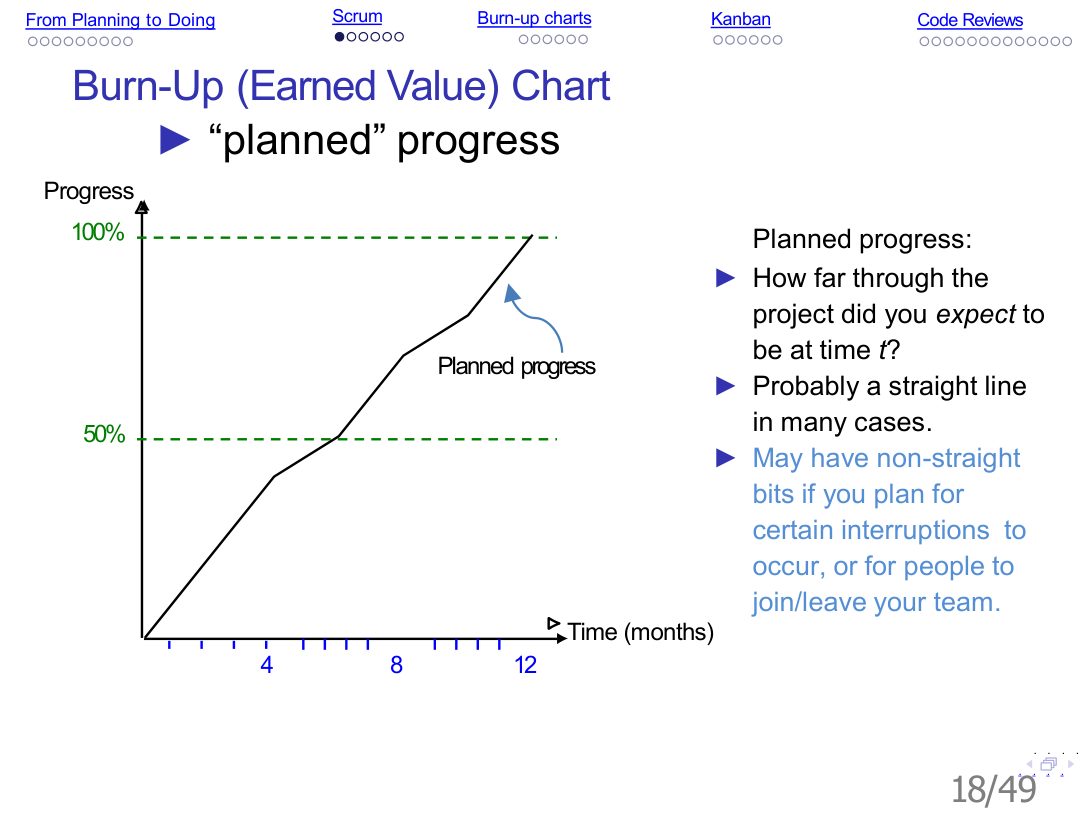 From Planning to Doing
Scrum
Burn-up charts
Kanban
Code Reviews
Burn-Up (Earned Value) Chart
► “planned” progress
Progress
100%
Planned progress
50%
Time (months)
4 8 12
Planned progress:
► How far through the
project did you expect to
be at time t?
► Probably a straight line
in many cases.
► May have non-straight
bits if you plan for
certain interruptions to
occur, or for people to
join/leave your team.
18/49